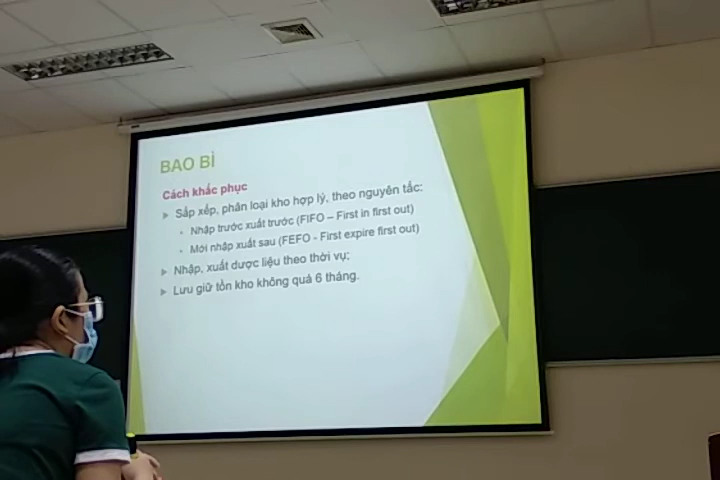 BAO BÌ
Cách khắc phục
Sắp xếp, phân loại kho hợp lý, theo nguyên tắc:
Nhập trước xuất trước (FIFO – First in first out)
Mới nhập xuất sau (FEFO - First expire first out)
Nhập, xuất dược liệu theo thời vụ;
Lưu giữ tồn kho không quá 6 tháng.